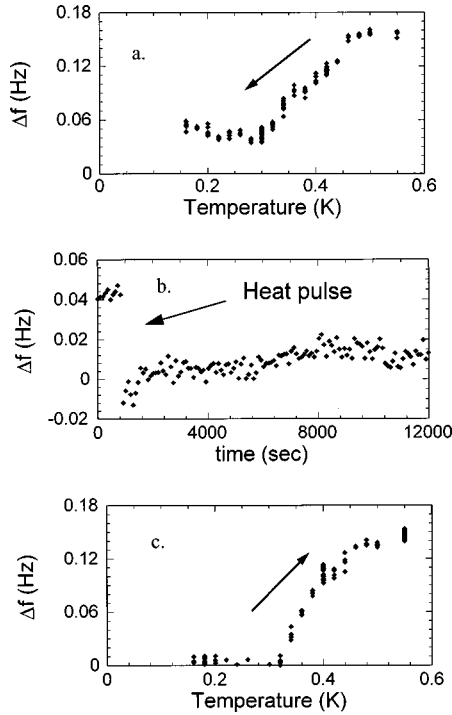 0.18
a.
0.12
Δf (Hz)
0.06
0
0 0.2 0.4 0.6
Temperature (K)
b.
Heat pulse
0.04
Δf (Hz)
0.02
0
-0.02
0 4000 8000 12000
time (sec)
0.18
c.
0.12
Δf (Hz)
0.06
0
0 0.2 0.4 0.6
Temperature (K)